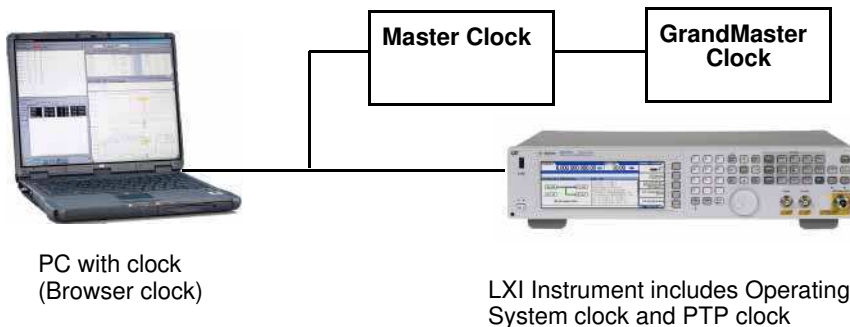 Master Clock
GrandMaster
Clock
PC with clock
(Browser clock)
LXI Instrument includes Operating
System clock and PTP clock